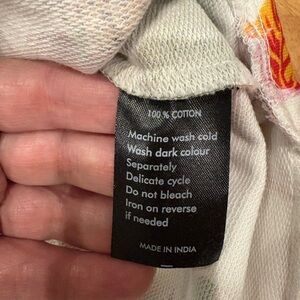 100 % COTTON
Machine wash cold
Wash dark colour
Separately
Delicate cycle
Do not bleach
Iron on reverse
if needed
MADE IN INDIA